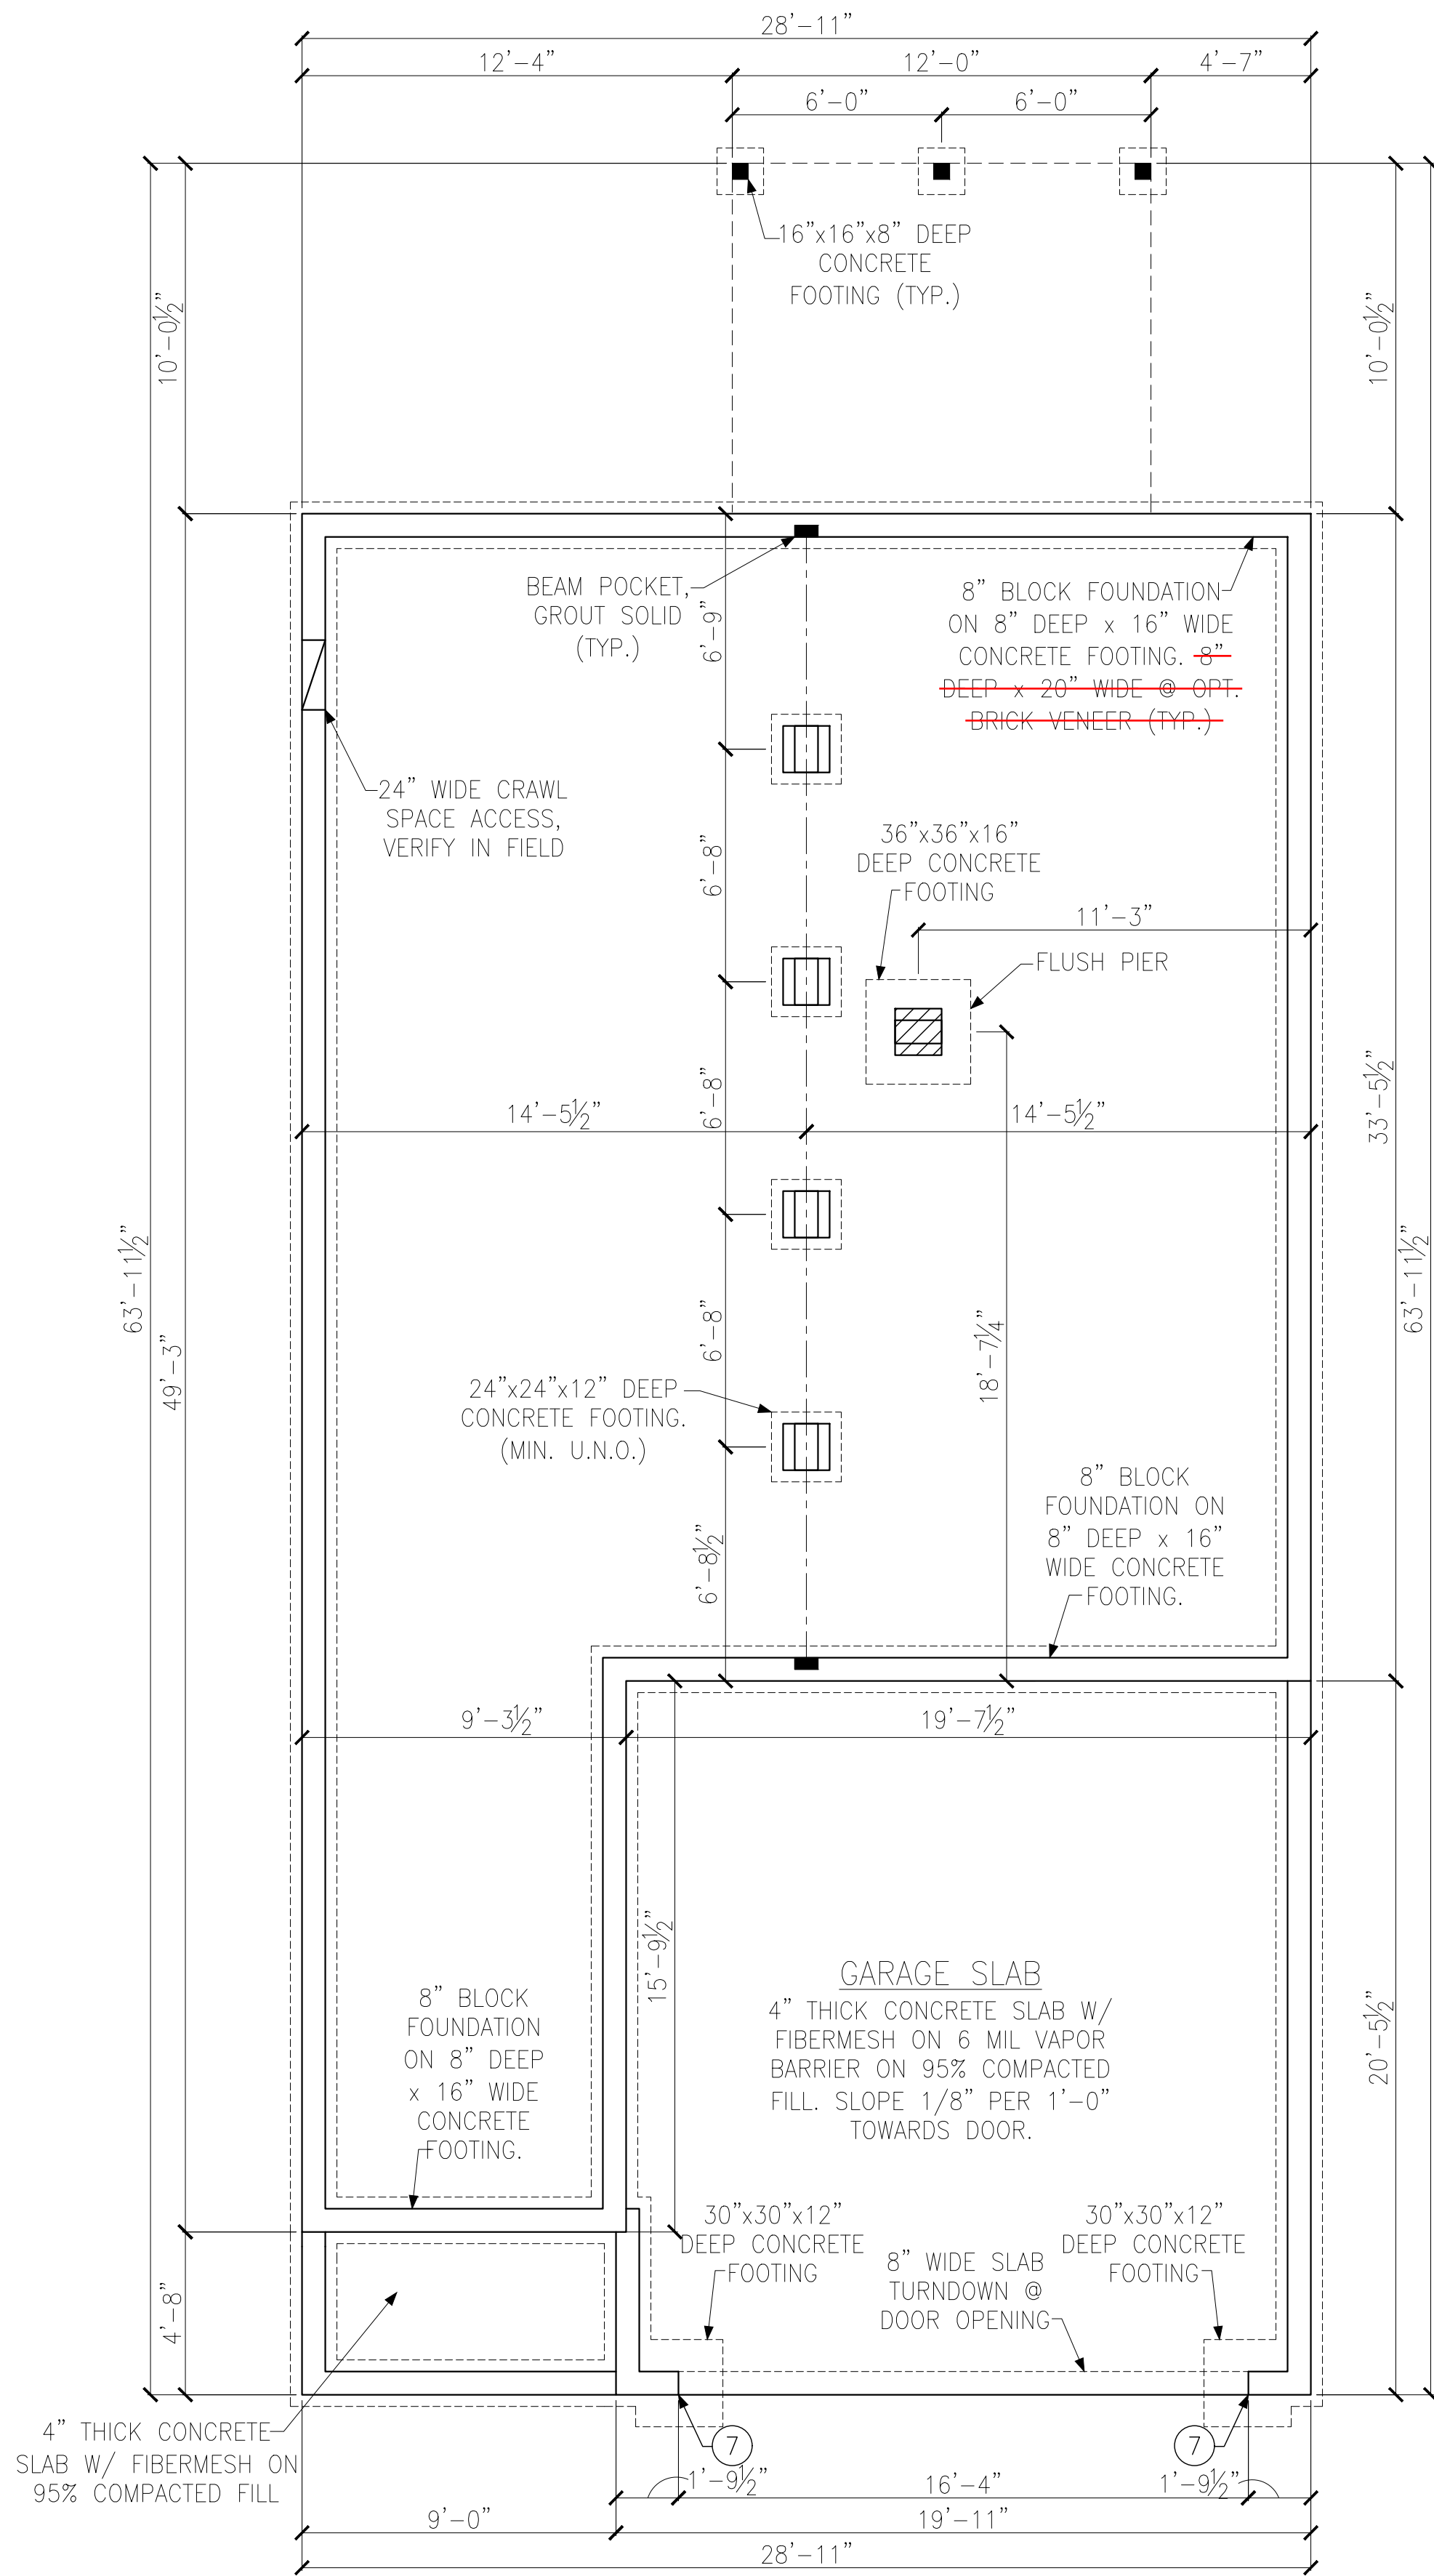 28'-11"
12'-4"
12'-0"
4'-7"
6'-0"
6'-0"
16"x16"x8" DEEP
CONCRETE
FOOTING (TYP.)
10'-0½"
10'-0½"
BEAM POCKET,
GROUT SOLID
(TYP.)
6'-9"
8" BLOCK FOUNDATION
ON 8" DEEP x 16" WIDE
CONCRETE FOOTING. 8"
DEEP x 20" WIDE @ OPT.
BRICK VENEER (TYP.)
24" WIDE CRAWL
SPACE ACCESS,
VERIFY IN FIELD
6'-8"
36"x36"x16"
DEEP CONCRETE
FOOTING
11'-3"
FLUSH PIER
6'-8"
14'-5½"
14'-5½"
33'-5½"
63'-11½"
63'-11½"
49'-3"
6'-8"
18'-7¼"
24"x24"x12" DEEP
CONCRETE FOOTING.
(MIN. U.N.O.)
8" BLOCK
FOUNDATION ON
8" DEEP x 16"
WIDE CONCRETE
FOOTING.
6'-8½"
9'-3½"
19'-7½"
15'-9½"
20'-5½"
GARAGE SLAB
4" THICK CONCRETE SLAB W/
FIBERMESH ON 6 MIL VAPOR
BARRIER ON 95% COMPACTED
FILL. SLOPE 1/8" PER 1'-0"
TOWARDS DOOR.
8" BLOCK
FOUNDATION
ON 8" DEEP
x 16" WIDE
CONCRETE
FOOTING.
30"x30"x12"
DEEP CONCRETE
FOOTING
8" WIDE SLAB
TURNDOWN @
DOOR OPENING
30"x30"x12"
DEEP CONCRETE
FOOTING
4'-8"
4" THICK CONCRETE
SLAB W/ FIBERMESH ON
95% COMPACTED FILL
7
7
1'-9½"
16'-4"
1'-9½"
9'-0"
19'-11"
28'-11"